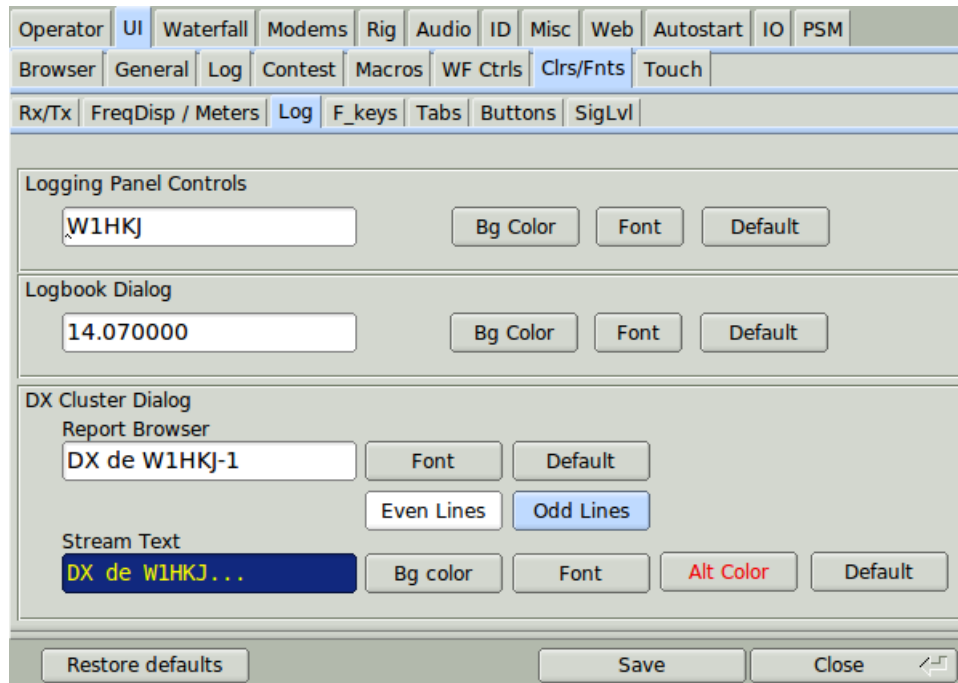 Operator UI Waterfall Modems Rig Audio ID Misc Web Autostart IO PSM
Browser General Log Contest Macros WF Ctrls Clrs/Fnts Touch
Rx/Tx FreqDisp / Meters Log F_keys Tabs Buttons SigLvl
Logging Panel Controls
W1HKJ Bg Color Font Default
Logbook Dialog
14.070000 Bg Color Font Default
DX Cluster Dialog
Report Browser
DX de W1HKJ-1 Font Default
Even Lines Odd Lines
Stream Text
DX de W1HKJ... Bg color Font Alt Color Default
Restore defaults Save Close